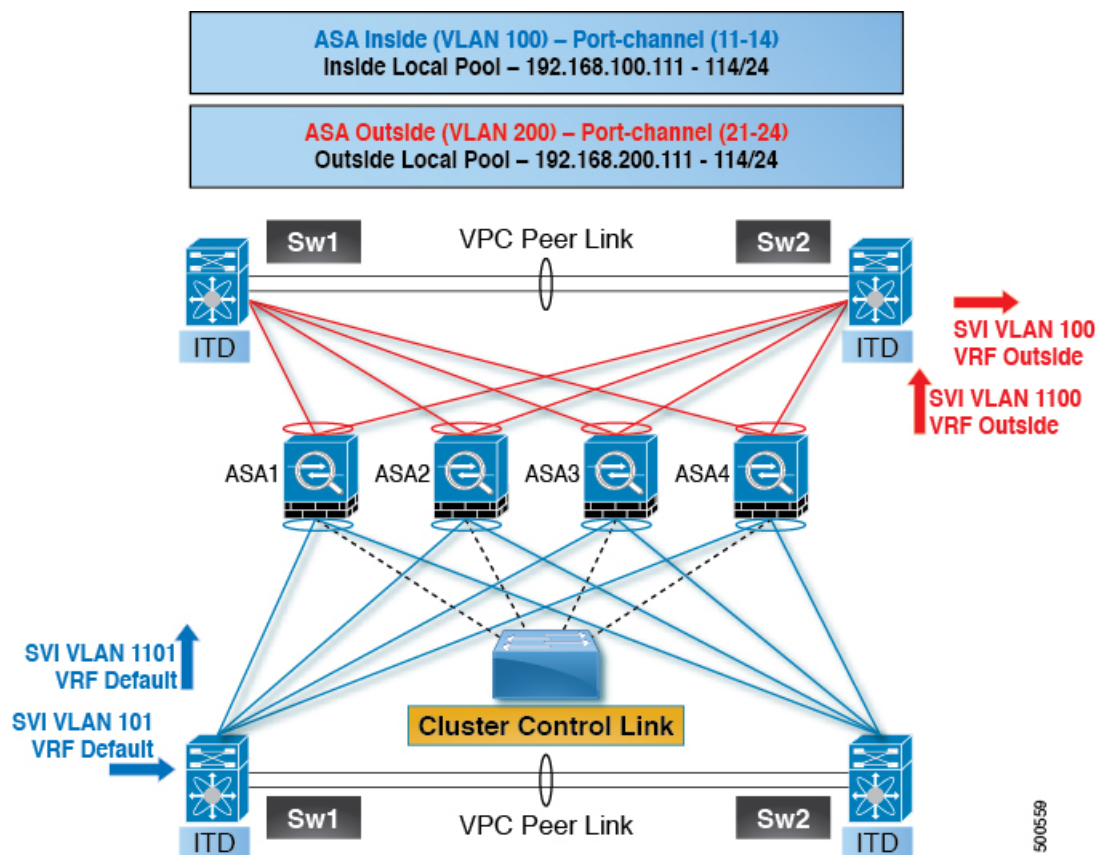 ASA Inside (VLAN 100) – Port-channel (11-14)
Inside Local Pool – 192.168.100.111 - 114/24
ASA Outside (VLAN 200) – Port-channel (21-24)
Outside Local Pool – 192.168.200.111 - 114/24
Sw1
VPC Peer Link
Sw2
ITD
ITD
SVI VLAN 100
VRF Outside
SVI VLAN 1100
VRF Outside
ASA1
ASA2
ASA3
ASA4
SVI VLAN 1101
VRF Default
SVI VLAN 101
VRF Default
Cluster Control Link
Sw1
VPC Peer Link
Sw2
ITD
ITD
500559